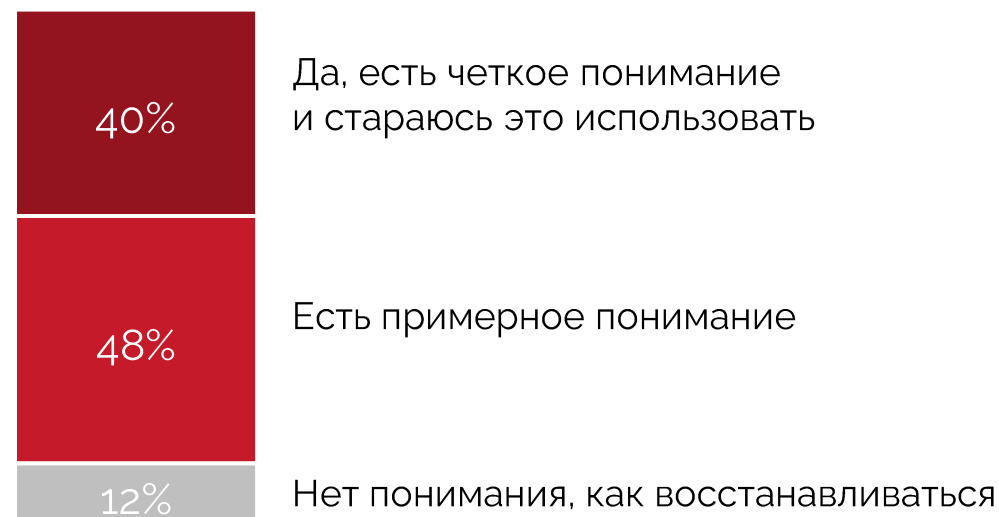 40%
Да, есть четкое понимание
и стараюсь это использовать
48%
Есть примерное понимание
12%
Нет понимания, как восстанавливаться